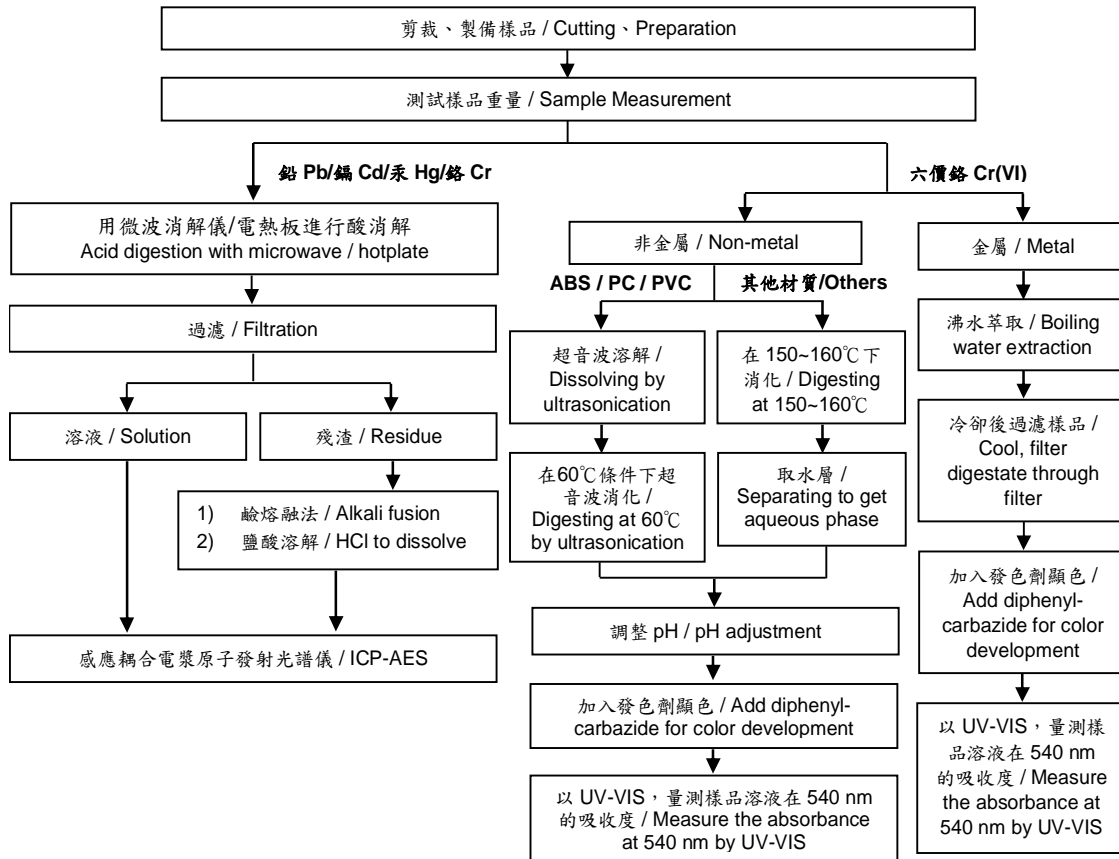 剪裁、製備樣品 / Cutting、Preparation
測試樣品重量 / Sample Measurement
鉛 Pb/鎘 Cd/汞 Hg/鉻 Cr
六價鉻 Cr(VI)
用微波消解儀/電熱板進行酸消解
Acid digestion with microwave / hotplate
過濾 / Filtration
溶液 / Solution
殘渣 / Residue
1) 鹼熔融法 / Alkali fusion
2) 鹽酸溶解 / HCl to dissolve
感應耦合電漿原子發射光譜儀 / ICP-AES
非金屬 / Non-metal
ABS / PC / PVC
其他材質/Others
超音波溶解 /
Dissolving by
ultrasonication
在60℃條件下超
音波消化 /
Digesting at 60℃
by ultrasonication
在 150~160℃下
消化 / Digesting
at 150~160℃
取水層 /
Separating to get
aqueous phase
調整 pH / pH adjustment
加入發色劑顯色 / Add diphenyl-
carbazide for color development
以 UV-VIS，量測樣品溶液在 540 nm
的吸收度 / Measure the absorbance
at 540 nm by UV-VIS
金屬 / Metal
沸水萃取 / Boiling
water extraction
冷卻後過濾樣品 /
Cool, filter
digestate through
filter
加入發色劑顯色 /
Add diphenyl-
carbazide for color
development
以 UV-VIS，量測樣
品溶液在 540 nm
的吸收度 / Measure
the absorbance at
540 nm by UV-VIS